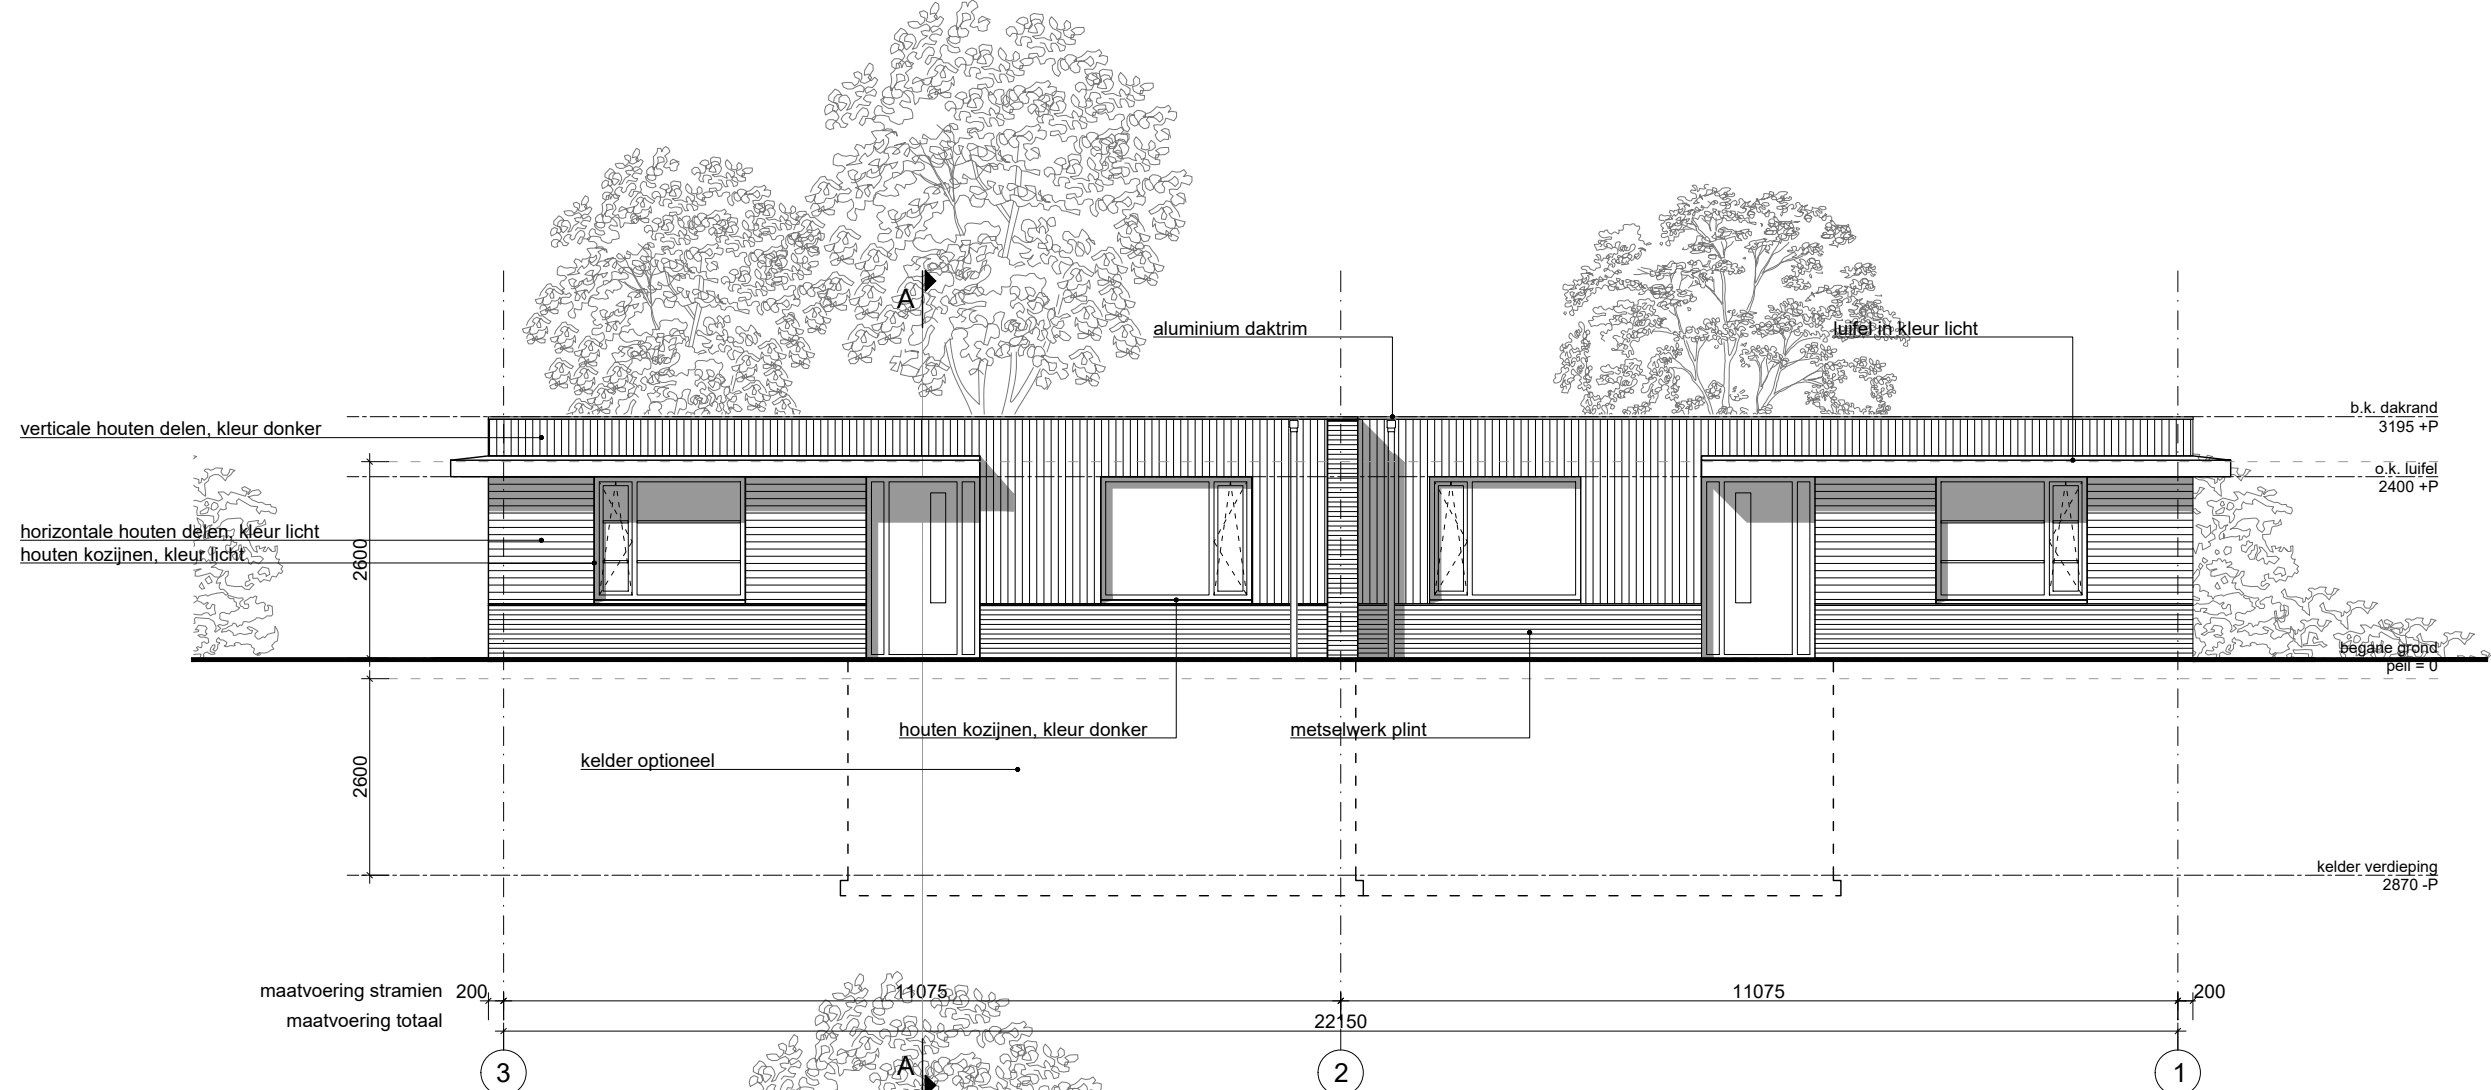 A
aluminium daktrim
luifel in kleur licht
b.k. dakrand
3195 +P
verticale houten delen, kleur donker
o.k. luifel
2400 +P
horizontale houten delen, kleur licht
houten kozijnen, kleur licht
2600
begane grond
peil = 0
houten kozijnen, kleur donker
metselwerk plint
kelder optioneel
2600
kelder verdieping
2870 -P
maatvoering stramien 200 11075 11075 200
maatvoering totaal 22150
A
3 2 1